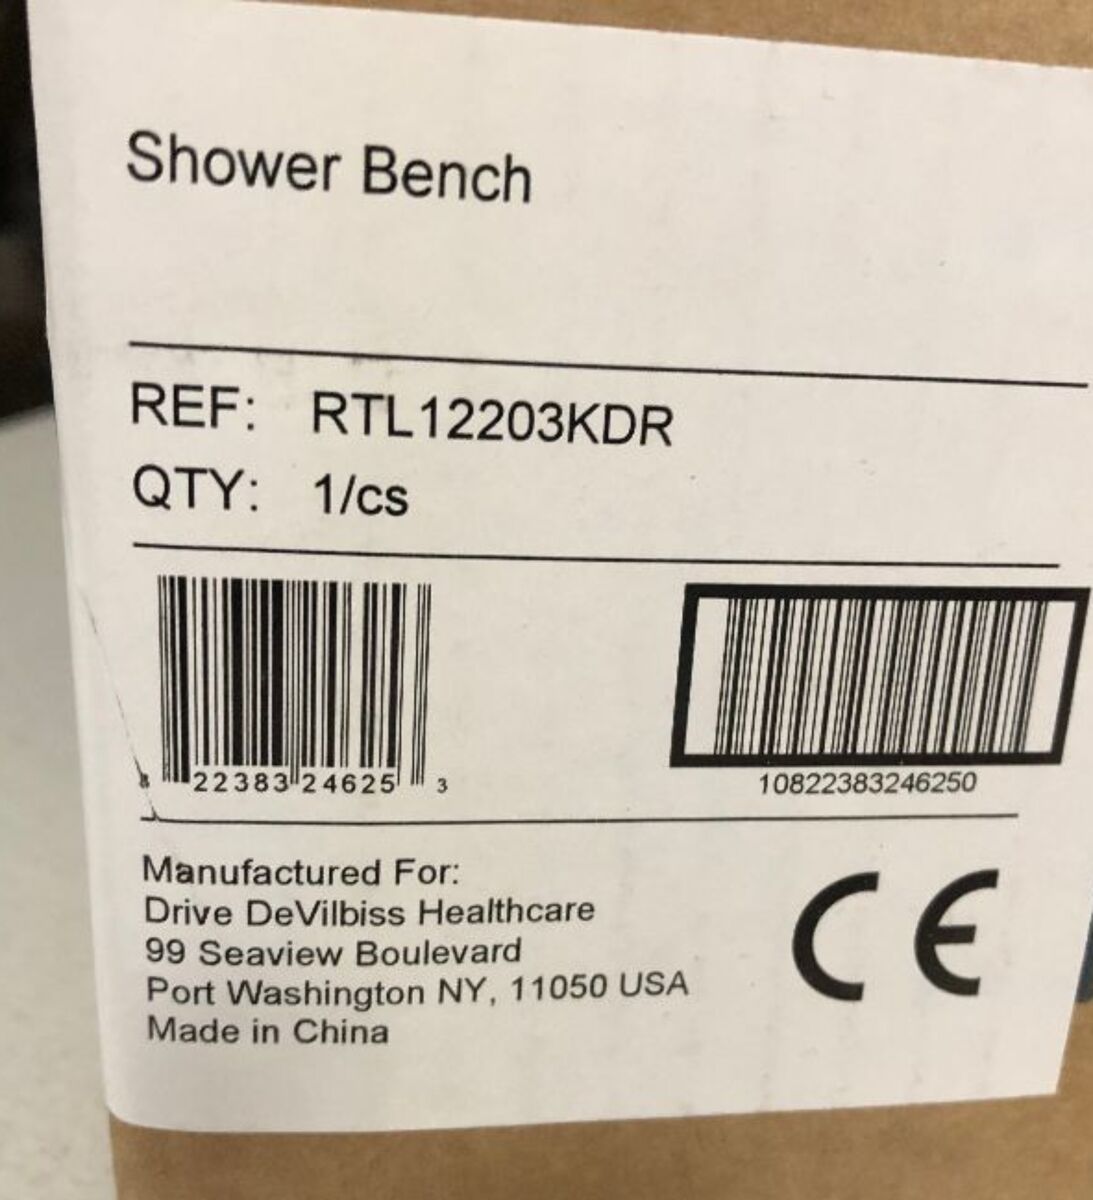 Shower Bench
REF: RTL12203KDR
QTY: 1/cs
8 22383 24625 3
10822383246250
Manufactured For:
Drive DeVilbiss Healthcare
99 Seaview Boulevard
Port Washington NY, 11050 USA
Made in China
CE